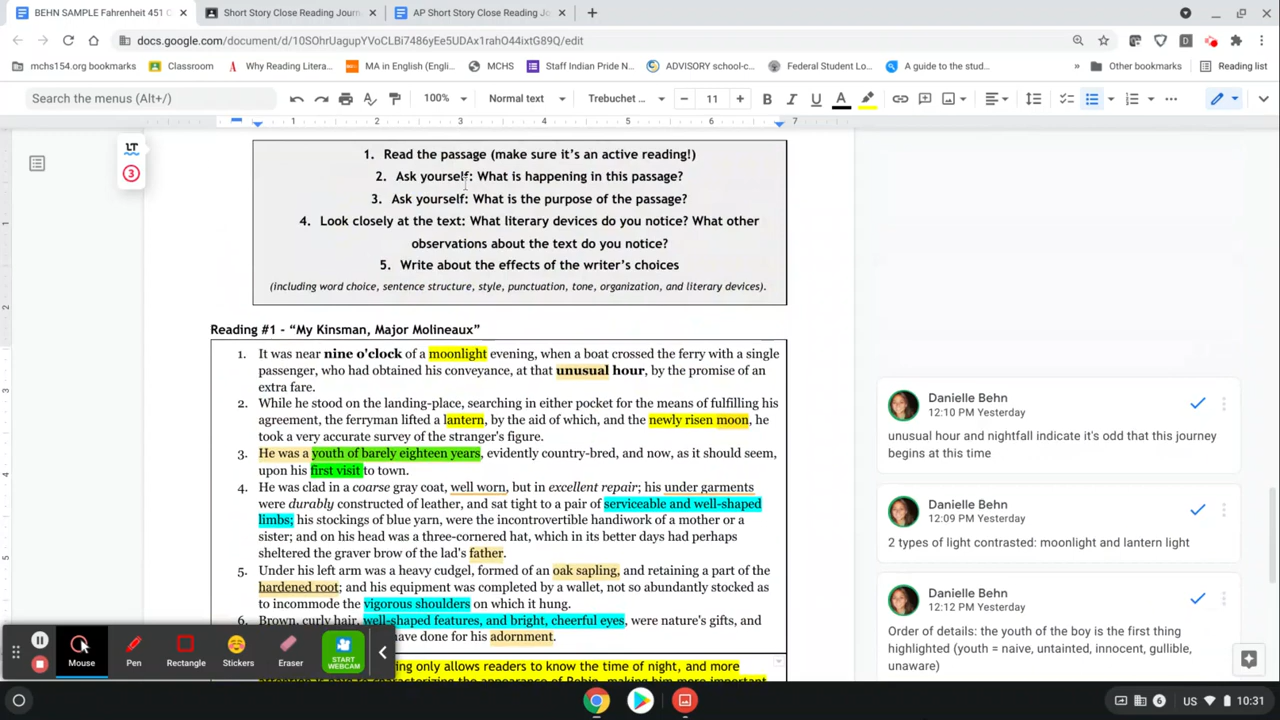 BEHN SAMPLE Fahrenheit 451 C
Short Story Close Reading Journ
AP Short Story Close Reading Jo
docs.google.com/document/d/10SOhrUagupYVoCLBi7486yEe5UDAx1rahO44ixtG89Q/edit
mchs154.org bookmarks
Classroom
Why Reading Litera...
MA in English (Engli...
MCHS
Staff Indian Pride N...
ADVISORY school-c...
Federal Student Lo...
A guide to the stud...
»
Other bookmarks
Reading list
Search the menus (Alt+/)
100%
Normal text
Trebuchet ...
11
1 2 3 4 5 6 7
1. Read the passage (make sure it's an active reading!)
2. Ask yourself: What is happening in this passage?
3. Ask yourself: What is the purpose of the passage?
4. Look closely at the text: What literary devices do you notice? What other
observations about the text do you notice?
5. Write about the effects of the writer's choices
(including word choice, sentence structure, style, punctuation, tone, organization, and literary devices).
Reading #1 - "My Kinsman, Major Molineaux"
1. It was near nine o'clock of a moonlight evening, when a boat crossed the ferry with a single
passenger, who had obtained his conveyance, at that unusual hour, by the promise of an
extra fare.
2. While he stood on the landing-place, searching in either pocket for the means of fulfilling his
agreement, the ferryman lifted a lantern, by the aid of which, and the newly risen moon, he
took a very accurate survey of the stranger's figure.
3. He was a youth of barely eighteen years, evidently country-bred, and now, as it should seem,
upon his first visit to town.
4. He was clad in a coarse gray coat, well worn, but in excellent repair; his under garments
were durably constructed of leather, and sat tight to a pair of serviceable and well-shaped
limbs; his stockings of blue yarn, were the incontrovertible handiwork of a mother or a
sister; and on his head was a three-cornered hat, which in its better days had perhaps
sheltered the graver brow of the lad's father.
5. Under his left arm was a heavy cudgel, formed of an oak sapling, and retaining a part of the
hardened root; and his equipment was completed by a wallet, not so abundantly stocked as
to incommode the vigorous shoulders on which it hung.
6. Brown, curly hair, well-shaped features, and bright, cheerful eyes, were nature's gifts, and
have done for his adornment.
ing only allows readers to know the time of night, and more
LT
3
Danielle Behn
12:10 PM Yesterday
unusual hour and nightfall indicate it's odd that this journey
begins at this time
Danielle Behn
12:09 PM Yesterday
2 types of light contrasted: moonlight and lantern light
Danielle Behn
12:12 PM Yesterday
Order of details: the youth of the boy is the first thing
highlighted (youth = naive, untainted, innocent, gullible,
unaware)
Mouse
Pen
Rectangle
Stickers
Eraser
START
WEBCAM
6
US
10:31